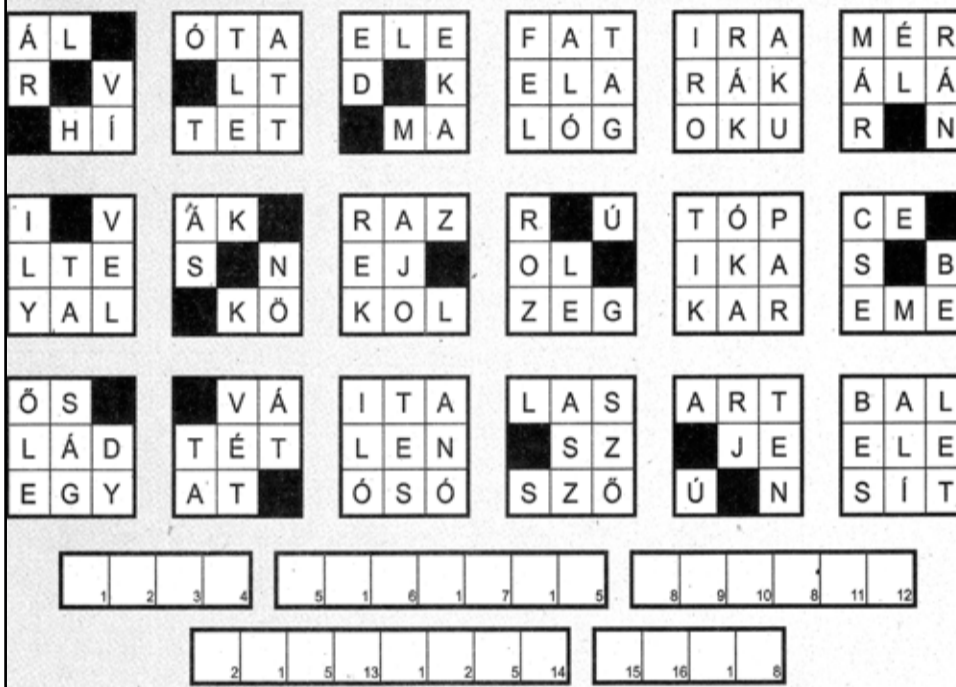 Á L Ó T A E L E F A T I R A M É R
R V L T D K E L A R Á K Á L Á
H Í T E T M A L Ó G O K U R N
I V Á K R A Z R Ú T Ó P C E
L T E S N E J O L I K A S B
Y A L K Ö K O L Z E G K A R E M E
Ő S V Á I T A L A S A R T B A L
L Á D T É T L E N S Z J E E L E
E G Y A T Ó S Ó S Z Ő Ú N S Í T
1 2 3 4 5 1 6 1 7 1 5 8 9 10 8 11 12
2 1 5 13 1 2 5 14 15 16 1 8